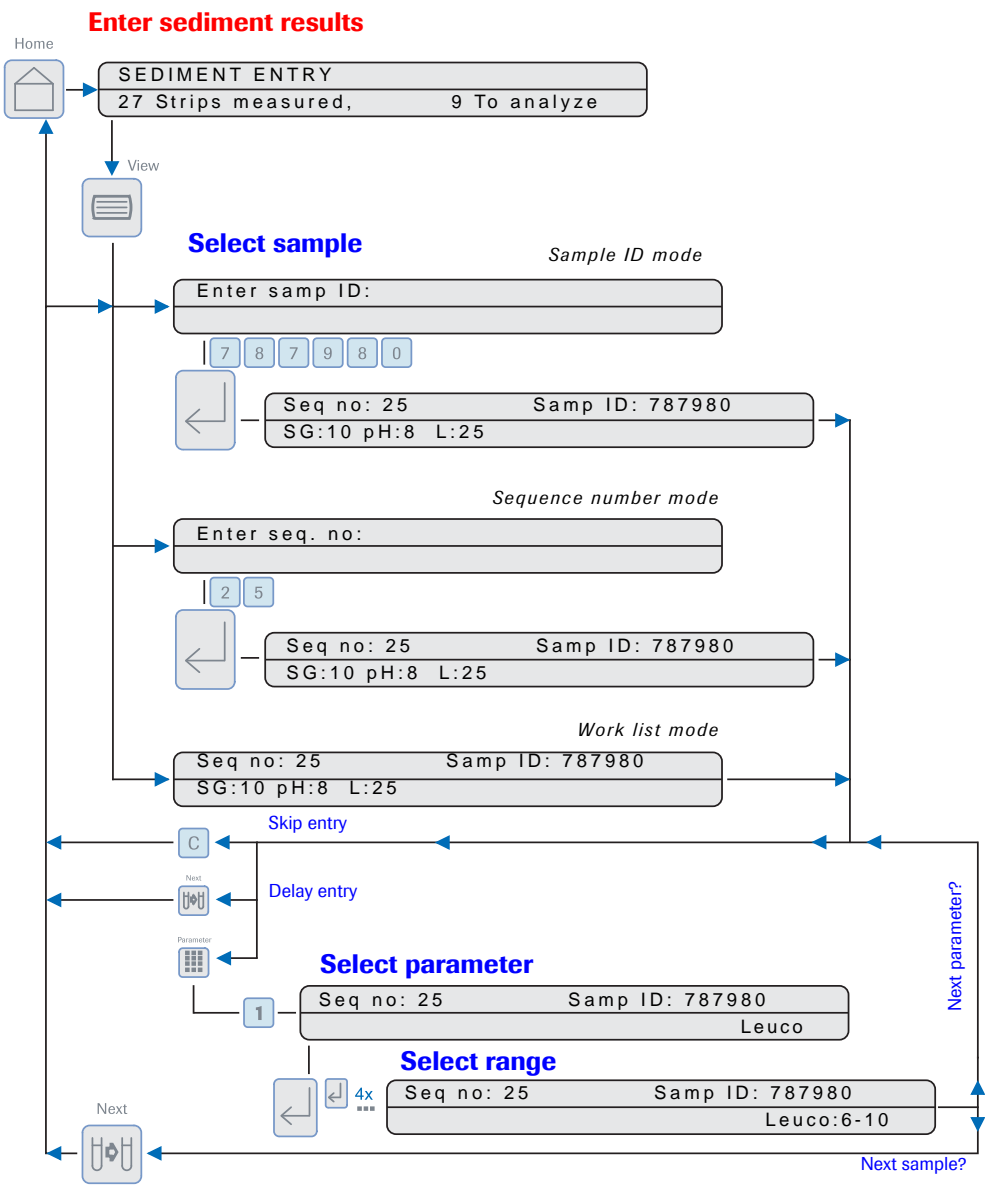 Enter sediment results
Home
SEDIMENT ENTRY
27 Strips measured, 9 To analyze
View
Select sample
Sample ID mode
Enter samp ID:
7 8 7 9 8 0
Seq no: 25 Samp ID: 787980
SG:10 pH:8 L:25
Sequence number mode
Enter seq. no:
2 5
Seq no: 25 Samp ID: 787980
SG:10 pH:8 L:25
Work list mode
Seq no: 25 Samp ID: 787980
SG:10 pH:8 L:25
Skip entry
C
Next
Delay entry
Parameter
Next parameter?
Select parameter
1
Seq no: 25 Samp ID: 787980
Leuco
Select range
4x
Seq no: 25 Samp ID: 787980
Leuco:6-10
Next
Next sample?